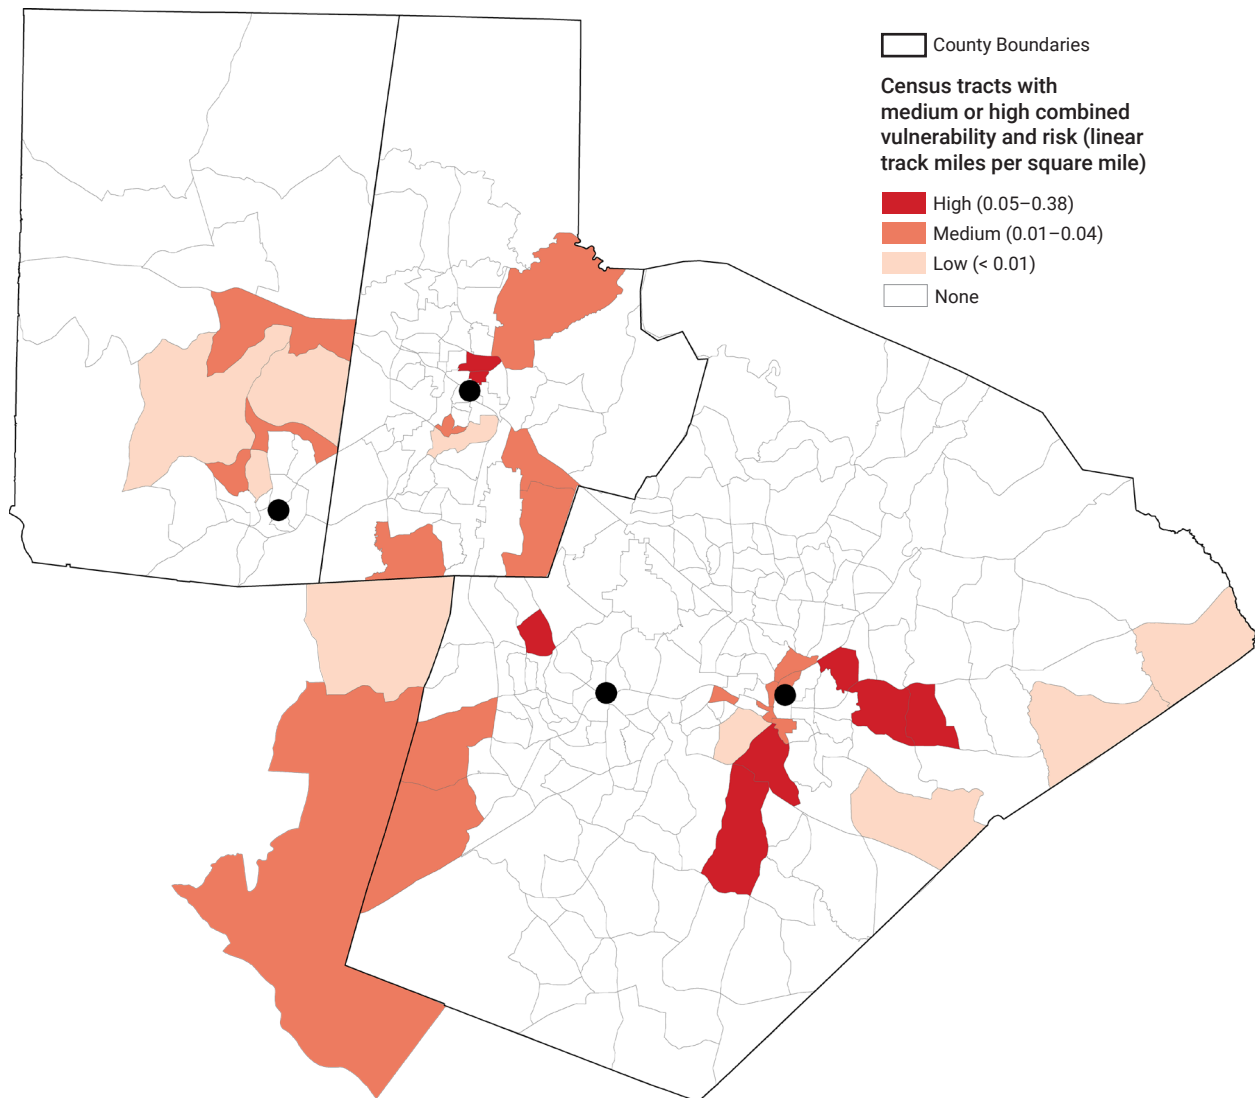 County Boundaries
Census tracts with
medium or high combined
vulnerability and risk (linear
track miles per square mile)
High (0.05–0.38)
Medium (0.01–0.04)
Low (< 0.01)
None